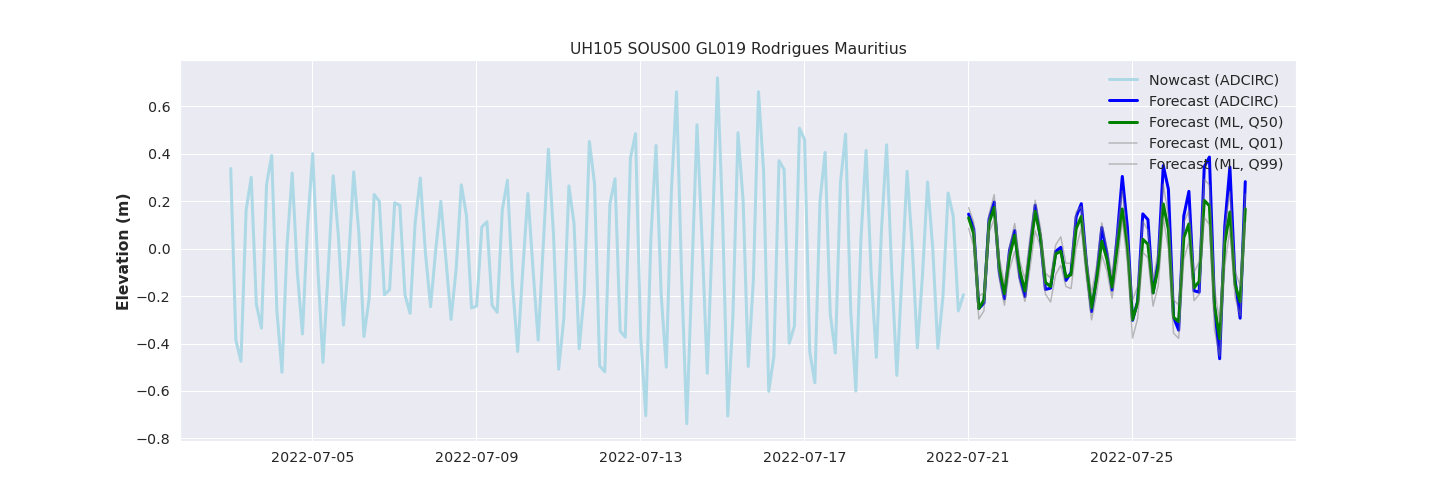 UH105 SOUS00 GL019 Rodrigues Mauritius
Nowcast (ADCIRC)
Forecast (ADCIRC)
Forecast (ML, Q50)
Forecast (ML, Q01)
Forecast (ML, Q99)
Elevation (m)
0.6
0.4
0.2
0.0
−0.2
−0.4
−0.6
−0.8
2022-07-05 2022-07-09 2022-07-13 2022-07-17 2022-07-21 2022-07-25